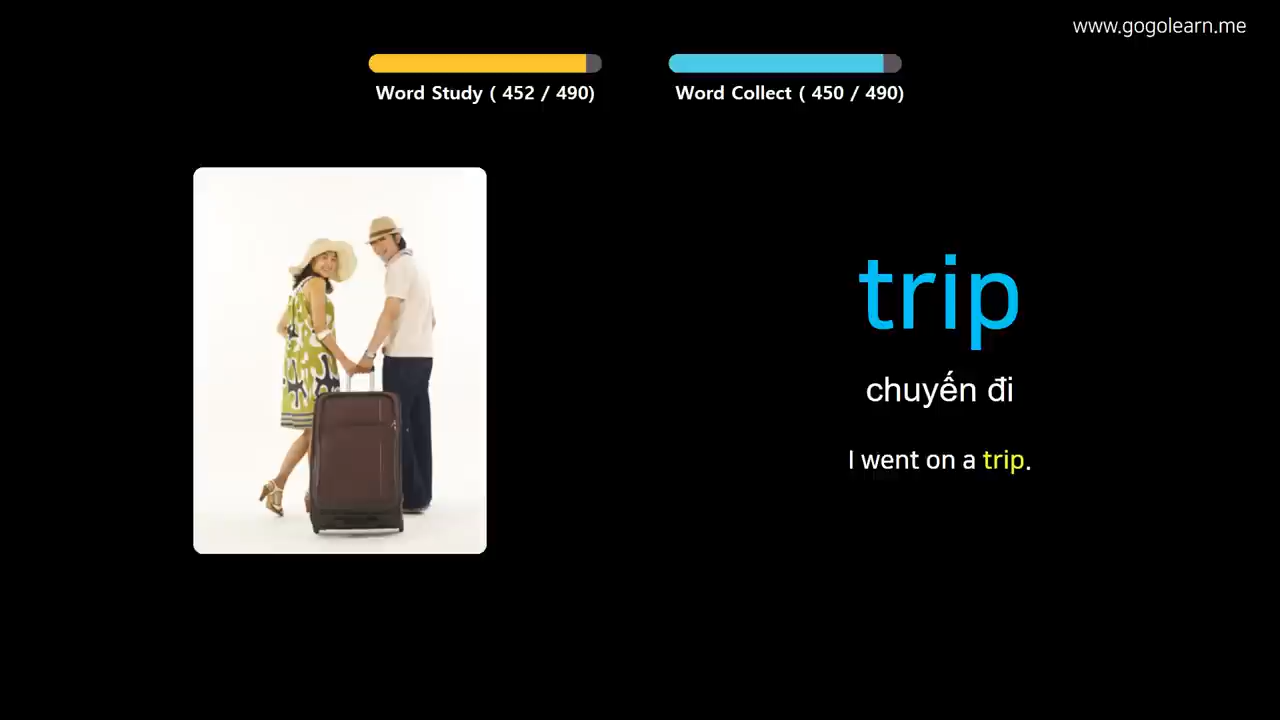 www.gogolearn.me
Word Study ( 452 / 490)
Word Collect ( 450 / 490)
trip
chuyến đi
I went on a trip.